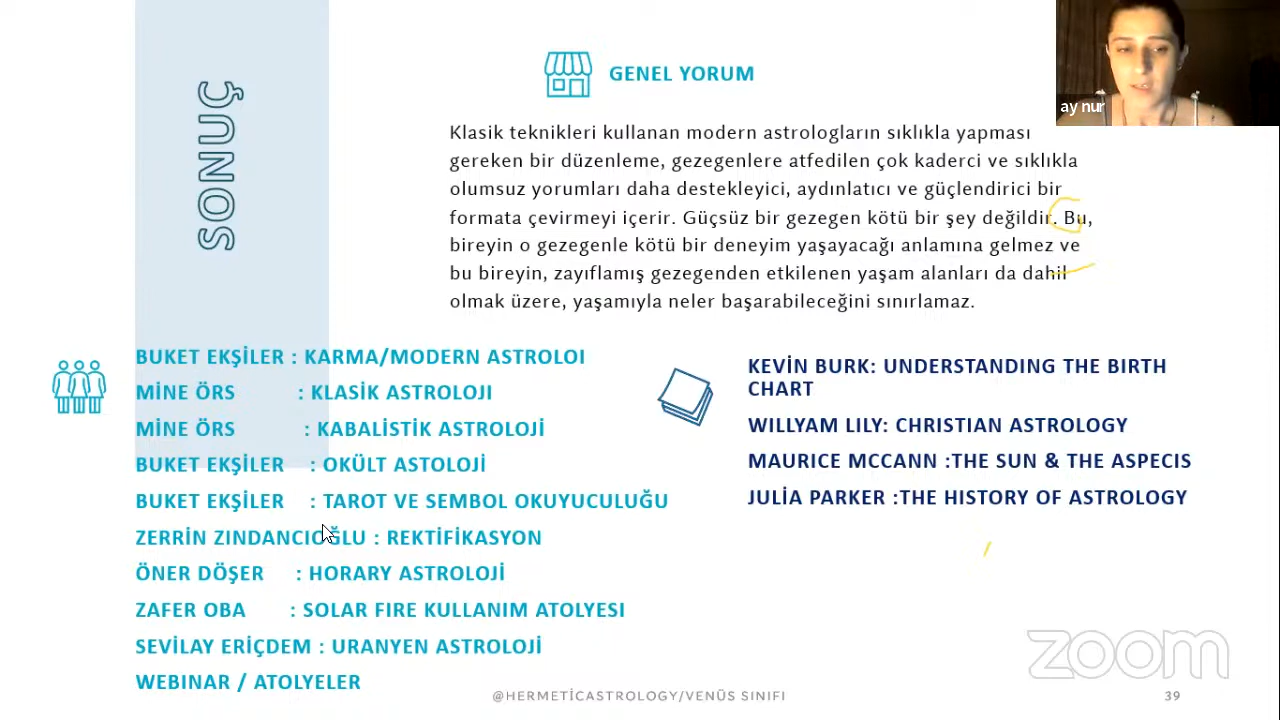 SONUÇ
GENEL YORUM
ay nur
Klasik teknikleri kullanan modern astrologların sıklıkla yapması
gereken bir düzenleme, gezegenlere atfedilen çok kaderci ve sıklıkla
olumsuz yorumları daha destekleyici, aydınlatıcı ve güçlendirici bir
formata çevirmeyi içerir. Güçsüz bir gezegen kötü bir şey değildir. Bu,
bireyin o gezegenle kötü bir deneyim yaşayacağı anlamına gelmez ve
bu bireyin, zayıflamış gezegenden etkilenen yaşam alanları da dahil
olmak üzere, yaşamıyla neler başarabileceğini sınırlamaz.
BUKET EKŞİLER : KARMA/MODERN ASTROLOI
MİNE ÖRS : KLASİK ASTROLOJI
MİNE ÖRS : KABALİSTİK ASTROLOJİ
BUKET EKŞİLER : OKÜLT ASTOLOJİ
BUKET EKŞİLER : TAROT VE SEMBOL OKUYUCULUĞU
ZERRİN ZINDANCIOĞLU : REKTİFİKASYON
ÖNER DÖŞER : HORARY ASTROLOJİ
ZAFER OBA : SOLAR FIRE KULLANIM ATOLYESI
SEVİLAY ERİÇDEM : URANYEN ASTROLOJİ
WEBINAR / ATOLYELER
KEVİN BURK: UNDERSTANDING THE BIRTH
CHART
WILLYAM LILY: CHRISTIAN ASTROLOGY
MAURICE MCCANN :THE SUN & THE ASPECIS
JULİA PARKER :THE HISTORY OF ASTROLOGY
zoom
@HERMETİCASTROLOGY/VENÜS SINIFI
39